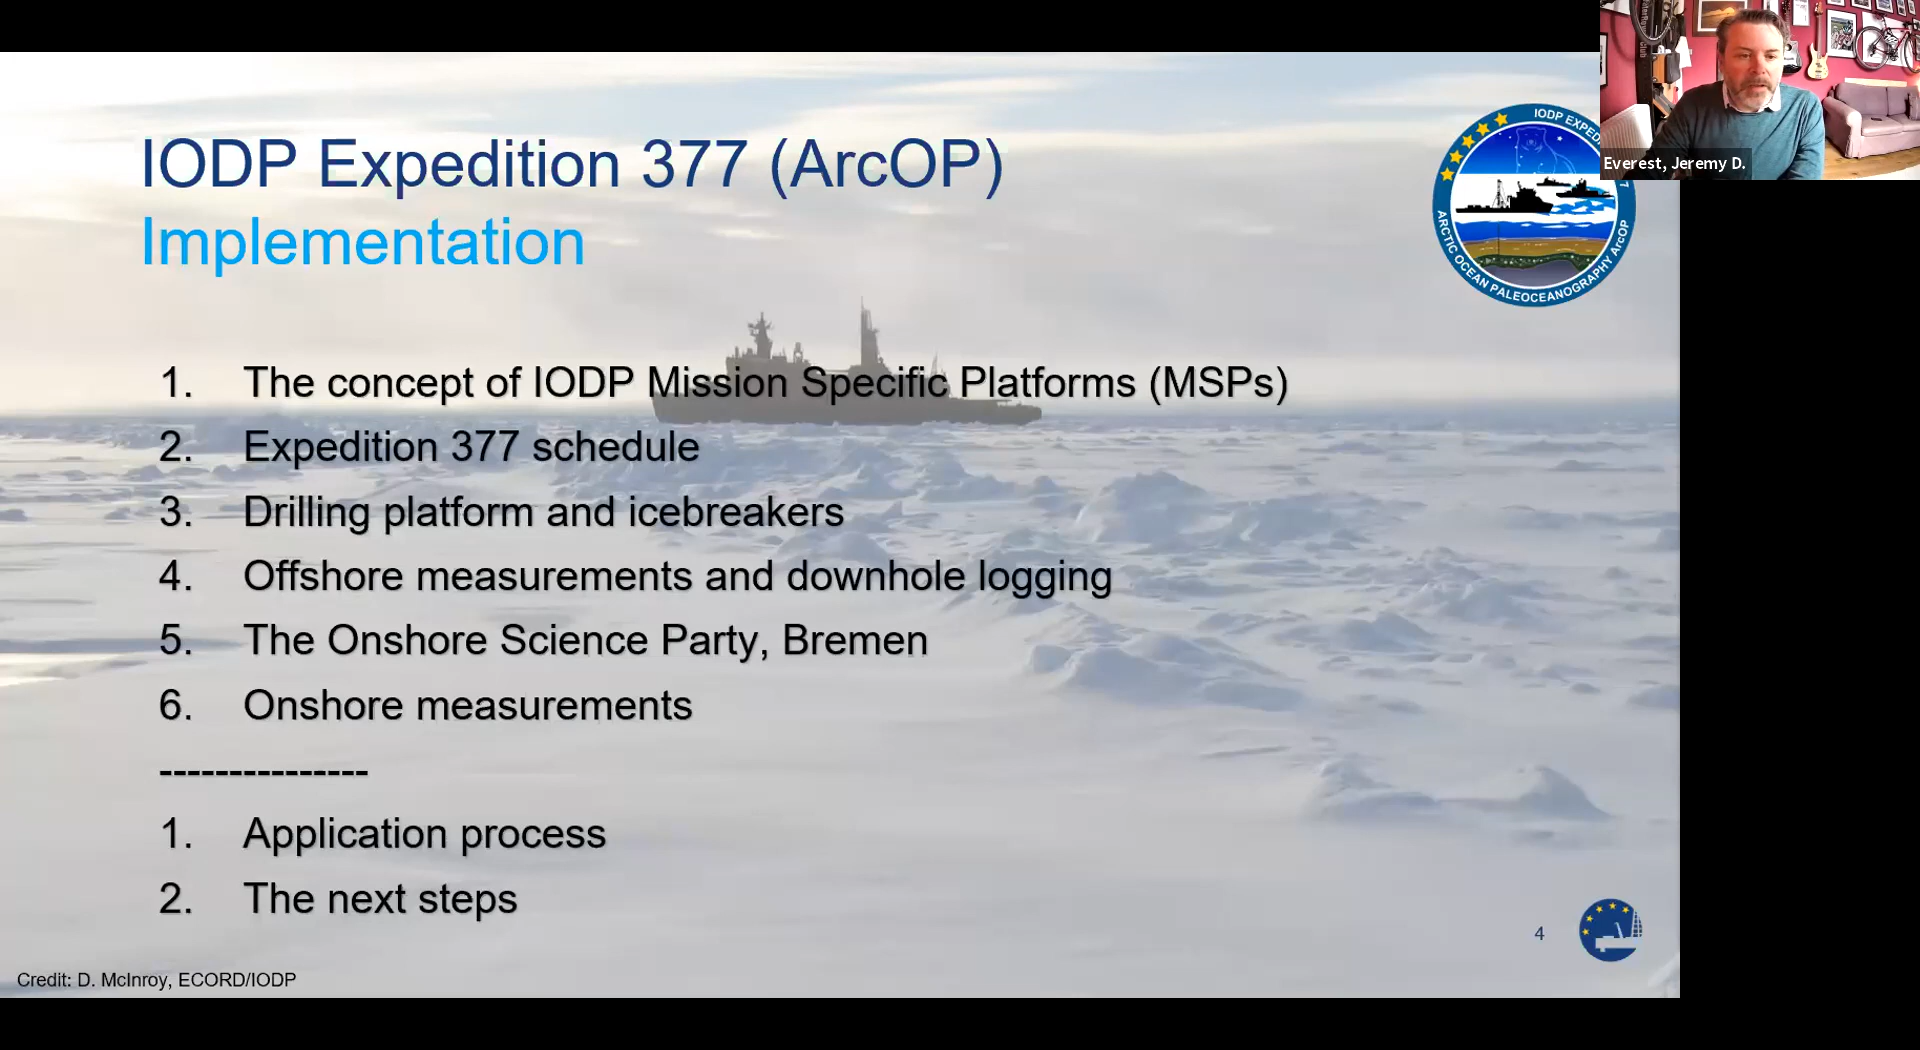 IODP Expedition 377 (ArcOP)
Implementation
1. The concept of IODP Mission Specific Platforms (MSPs)
2. Expedition 377 schedule
3. Drilling platform and icebreakers
4. Offshore measurements and downhole logging
5. The Onshore Science Party, Bremen
6. Onshore measurements
---------------
1. Application process
2. The next steps
4
Credit: D. McInroy, ECORD/IODP
IODP
ARCTIC OCEAN PALEOCEANOGRAPHY ArcOP
Everest, Jeremy D.